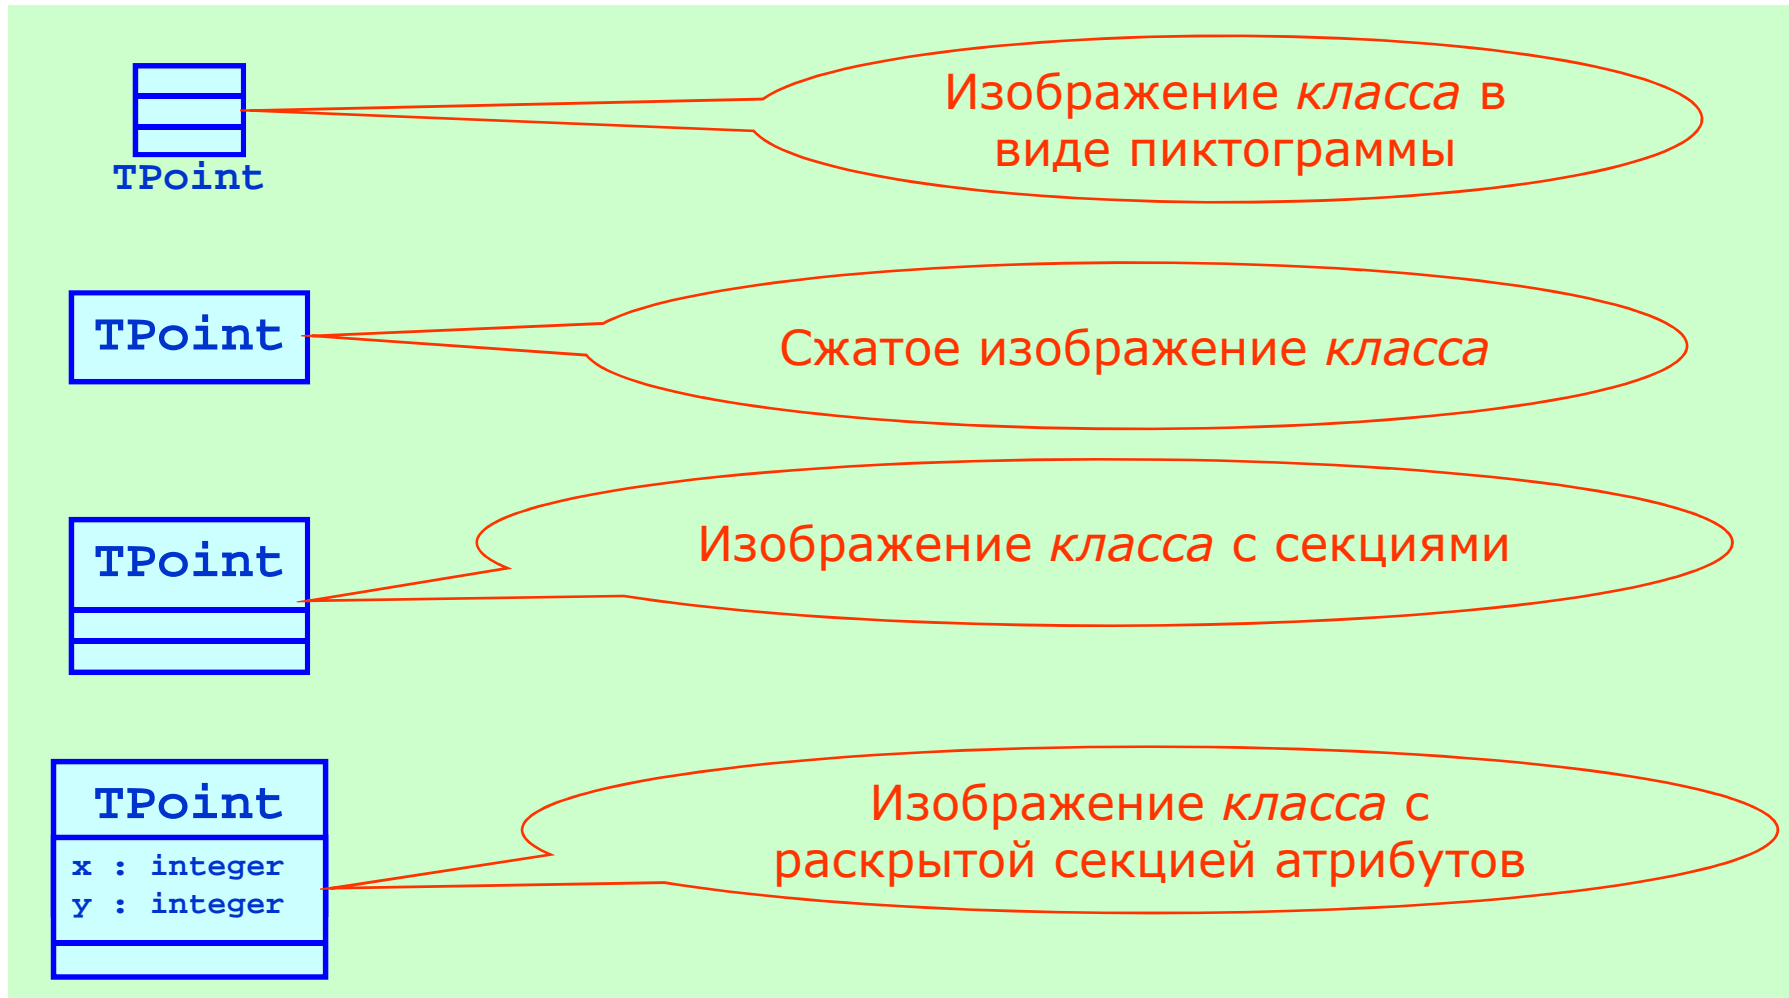 Изображение класса в
виде пиктограммы
TPoint
TPoint
Сжатое изображение класса
TPoint
Изображение класса с секциями
TPoint
x : integer
y : integer
Изображение класса с
раскрытой секцией атрибутов